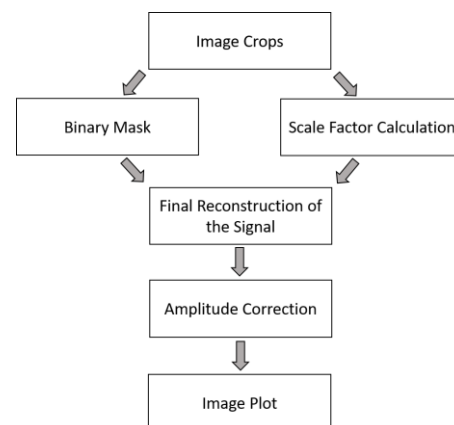 Image Crops
Binary Mask
Scale Factor Calculation
Final Reconstruction of
the Signal
Amplitude Correction
Image Plot